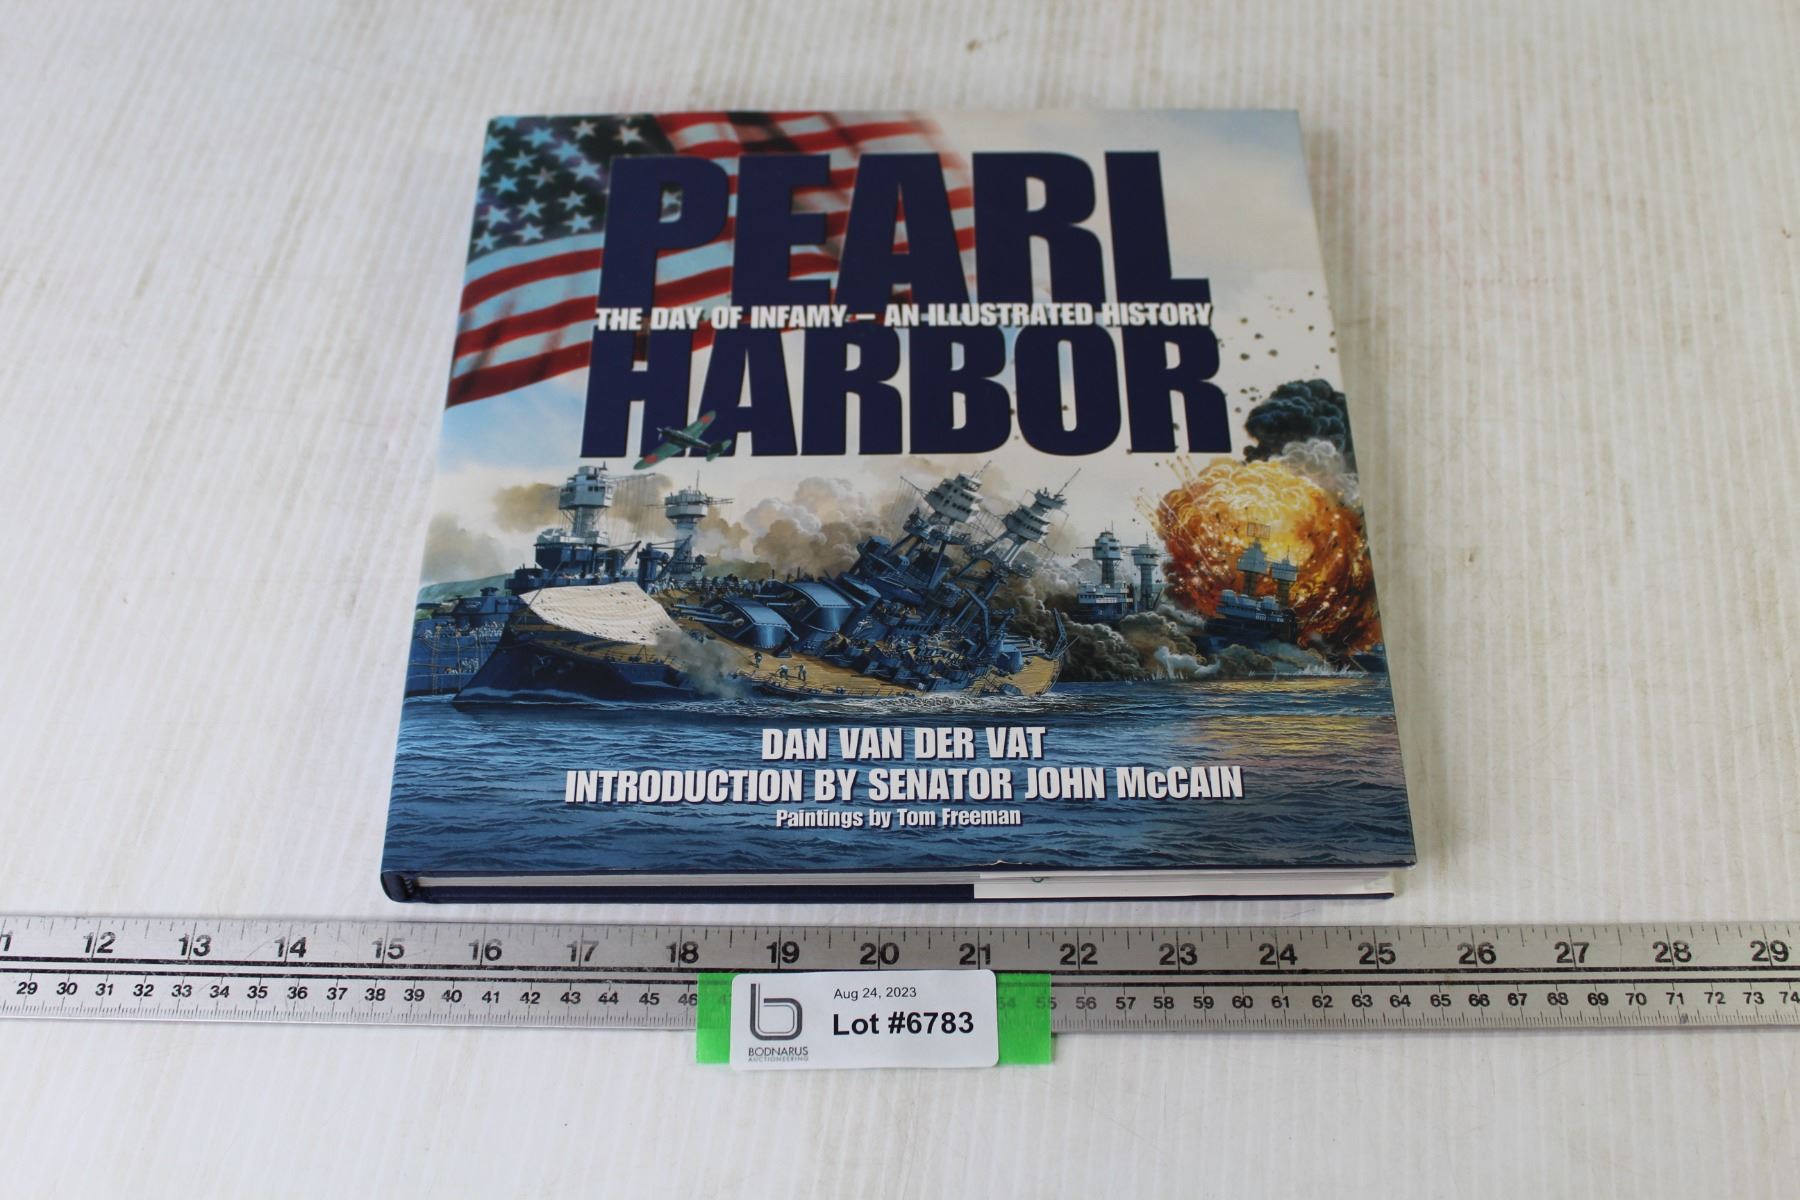 PEARL
THE DAY OF INFAMY – AN ILLUSTRATED HISTORY
HARBOR
DAN VAN DER VAT
INTRODUCTION BY SENATOR JOHN McCAIN
Paintings by Tom Freeman
12 13 14 15 16 17 18 19 20 21 22 23 24 25 26 27 28 29
29 30 31 32 33 34 35 36 37 38 39 40 41 42 43 44 45 46 55 56 57 58 59 60 61 62 63 64 65 66 67 68 69 70 71 72 73 74
Aug 24, 2023
Lot #6783
BODNARUS
AUCTIONEERING